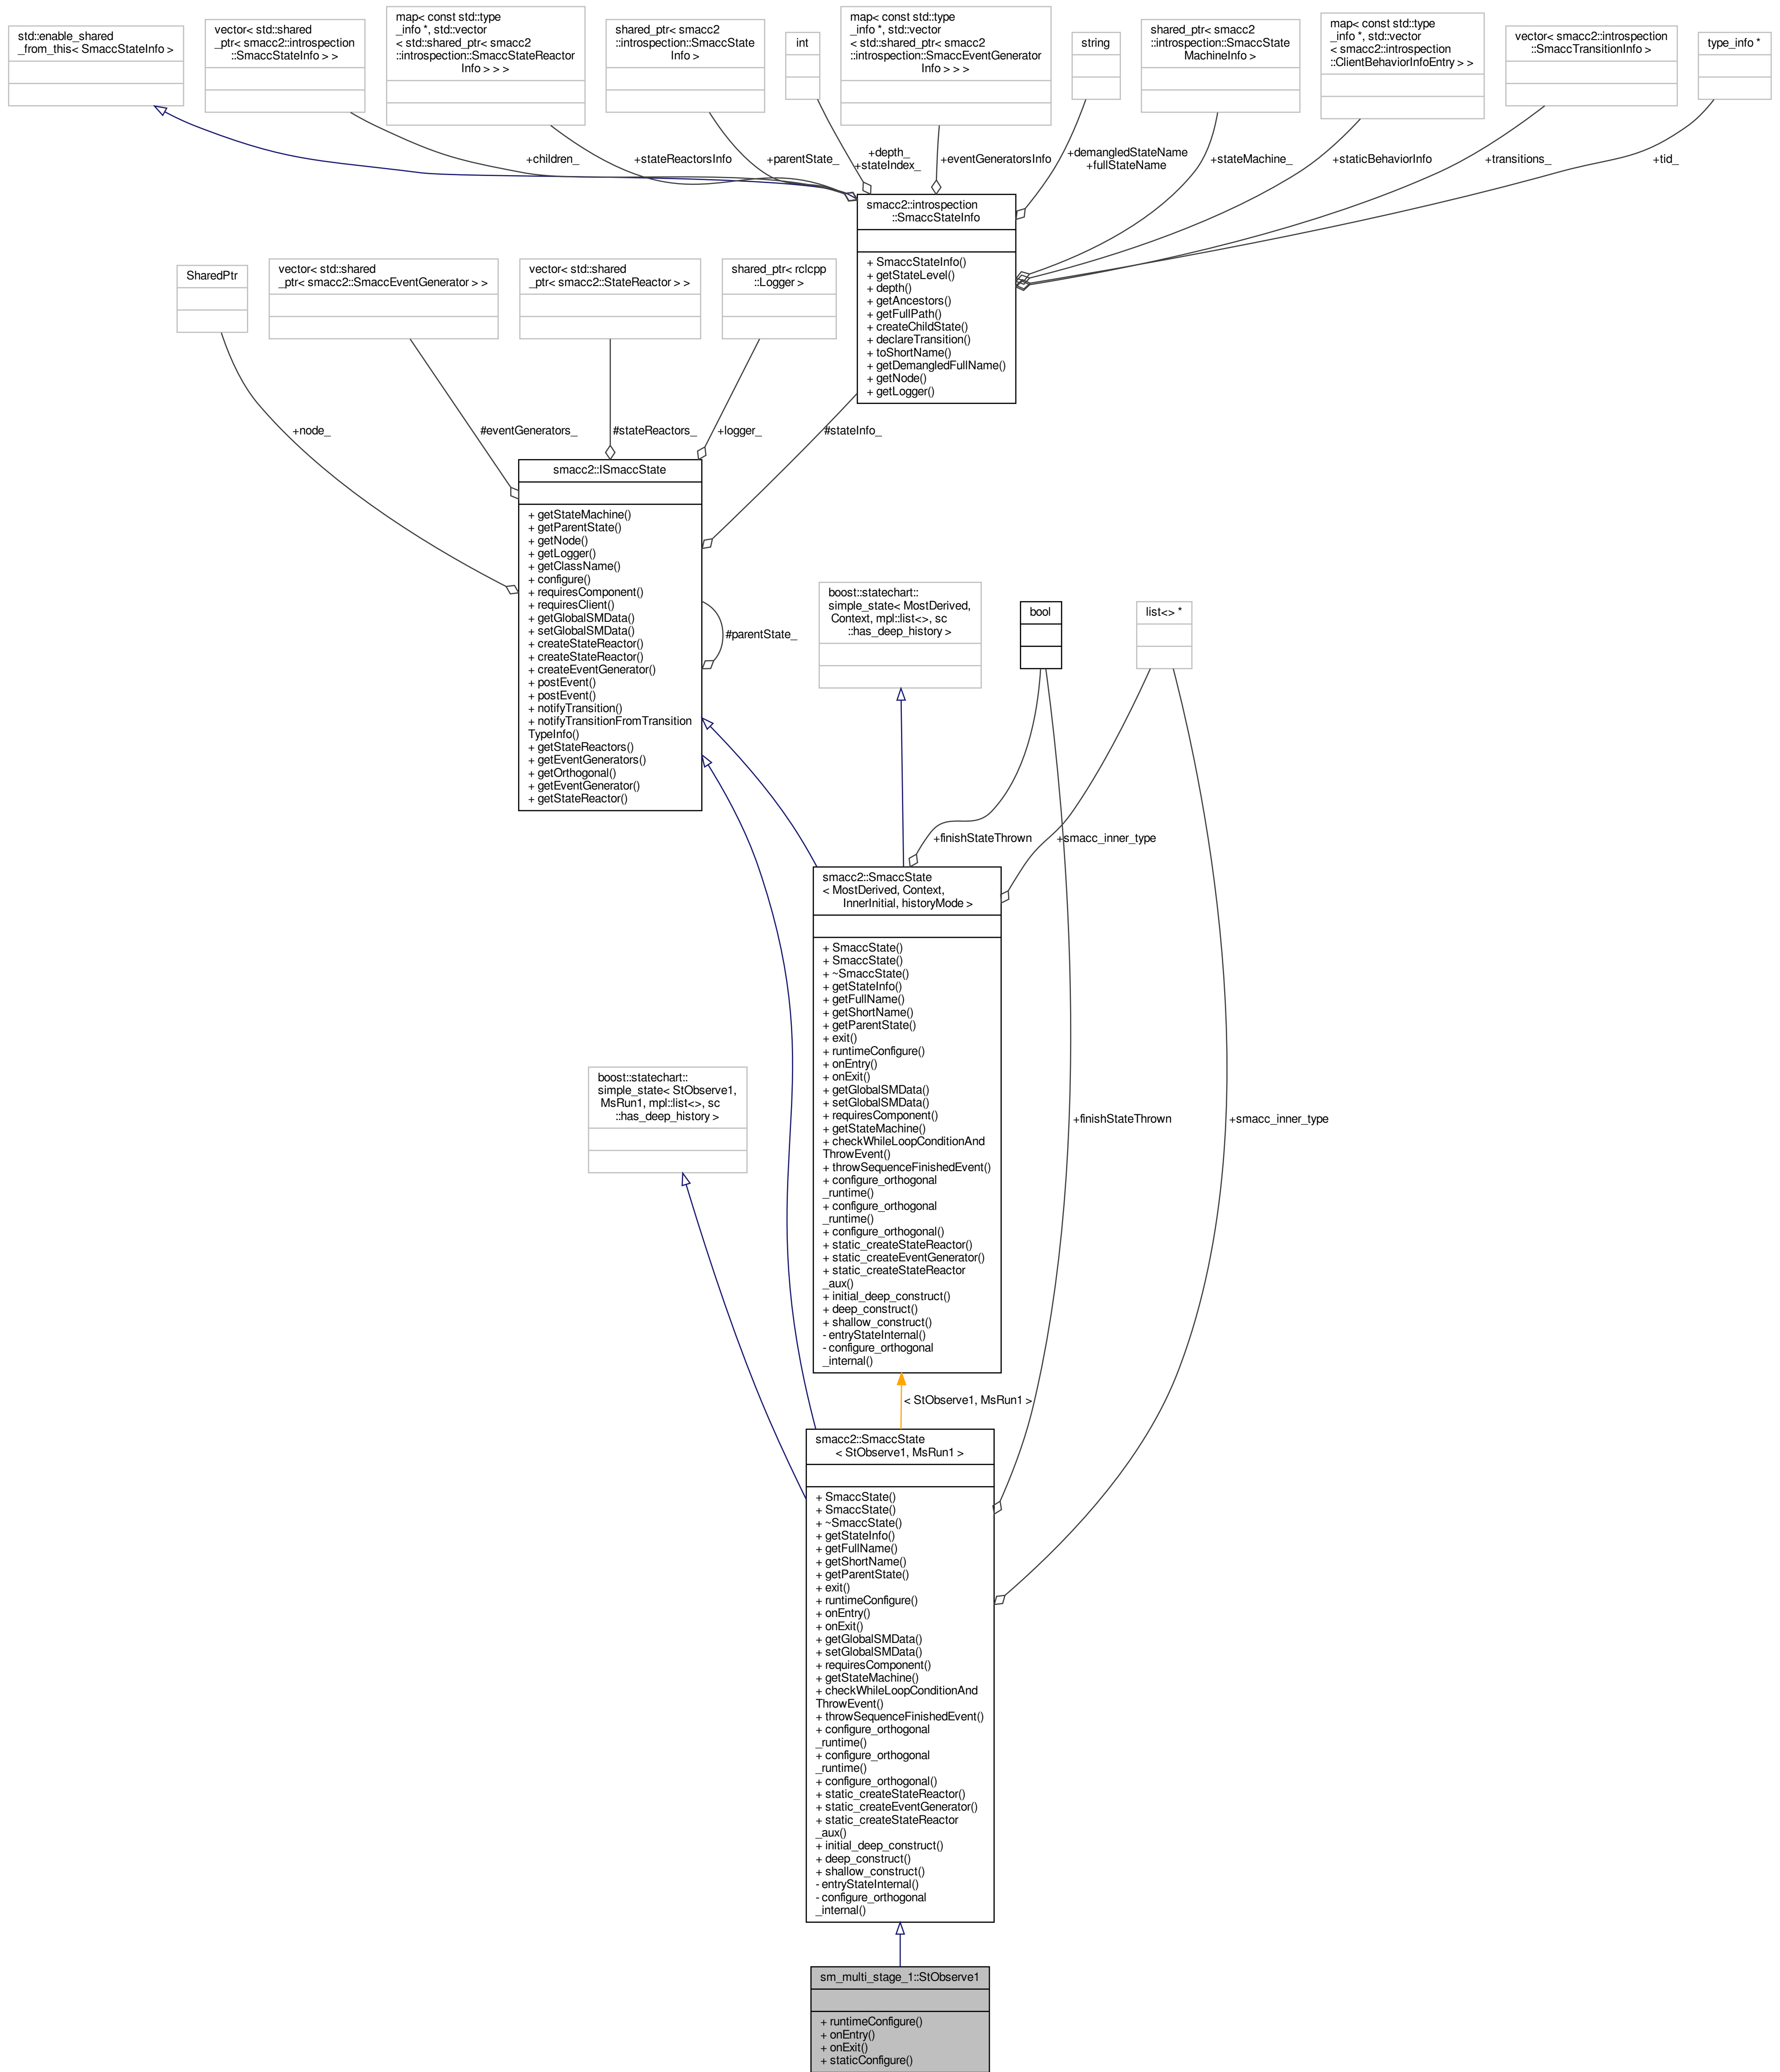 std::enable_shared
_from_this< SmaccStateInfo >
vector< std::shared
_ptr< smacc2::introspection
::SmaccStateInfo > >
map< const std::type
_info *, std::vector
< std::shared_ptr< smacc2
::introspection::SmaccStateReactor
Info > > >
shared_ptr< smacc2
::introspection::SmaccState
Info >
int
map< const std::type
_info *, std::vector
< std::shared_ptr< smacc2
::introspection::SmaccEventGenerator
Info > > >
string
shared_ptr< smacc2
::introspection::SmaccState
MachineInfo >
map< const std::type
_info *, std::vector
< smacc2::introspection
::ClientBehaviorInfoEntry > >
vector< smacc2::introspection
::SmaccTransitionInfo >
type_info *
+children_
+stateReactorsInfo
+parentState_
+depth_
+stateIndex_
+eventGeneratorsInfo
+demangledStateName
+fullStateName
+stateMachine_
+staticBehaviorInfo
+transitions_
+tid_
smacc2::introspection
::SmaccStateInfo
+ SmaccStateInfo()
+ getStateLevel()
+ depth()
+ getAncestors()
+ getFullPath()
+ createChildState()
+ declareTransition()
+ toShortName()
+ getDemangledFullName()
+ getNode()
+ getLogger()
SharedPtr
vector< std::shared
_ptr< smacc2::SmaccEventGenerator > >
vector< std::shared
_ptr< smacc2::StateReactor > >
shared_ptr< rclcpp
::Logger >
+node_
#eventGenerators_
#stateReactors_
+logger_
#stateInfo_
smacc2::ISmaccState
+ getStateMachine()
+ getParentState()
+ getNode()
+ getLogger()
+ getClassName()
+ configure()
+ requiresComponent()
+ requiresClient()
+ getGlobalSMData()
+ setGlobalSMData()
+ createStateReactor()
+ createStateReactor()
+ createEventGenerator()
+ postEvent()
+ postEvent()
+ notifyTransition()
+ notifyTransitionFromTransition
TypeInfo()
+ getStateReactors()
+ getEventGenerators()
+ getOrthogonal()
+ getEventGenerator()
+ getStateReactor()
#parentState_
boost::statechart::
simple_state< MostDerived,
Context, mpl::list<>, sc
::has_deep_history >
bool
list<> *
+finishStateThrown
+smacc_inner_type
smacc2::SmaccState
< MostDerived, Context,
InnerInitial, historyMode >
+ SmaccState()
+ SmaccState()
+ ~SmaccState()
+ getStateInfo()
+ getFullName()
+ getShortName()
+ getParentState()
+ exit()
+ runtimeConfigure()
+ onEntry()
+ onExit()
+ getGlobalSMData()
+ setGlobalSMData()
+ requiresComponent()
+ getStateMachine()
+ checkWhileLoopConditionAnd
ThrowEvent()
+ throwSequenceFinishedEvent()
+ configure_orthogonal
_runtime()
+ configure_orthogonal
_runtime()
+ configure_orthogonal()
+ static_createStateReactor()
+ static_createEventGenerator()
+ static_createStateReactor
_aux()
+ initial_deep_construct()
+ deep_construct()
+ shallow_construct()
- entryStateInternal()
- configure_orthogonal
_internal()
boost::statechart::
simple_state< StObserve1,
MsRun1, mpl::list<>, sc
::has_deep_history >
+finishStateThrown
+smacc_inner_type
< StObserve1, MsRun1 >
smacc2::SmaccState
< StObserve1, MsRun1 >
+ SmaccState()
+ SmaccState()
+ ~SmaccState()
+ getStateInfo()
+ getFullName()
+ getShortName()
+ getParentState()
+ exit()
+ runtimeConfigure()
+ onEntry()
+ onExit()
+ getGlobalSMData()
+ setGlobalSMData()
+ requiresComponent()
+ getStateMachine()
+ checkWhileLoopConditionAnd
ThrowEvent()
+ throwSequenceFinishedEvent()
+ configure_orthogonal
_runtime()
+ configure_orthogonal
_runtime()
+ configure_orthogonal()
+ static_createStateReactor()
+ static_createEventGenerator()
+ static_createStateReactor
_aux()
+ initial_deep_construct()
+ deep_construct()
+ shallow_construct()
- entryStateInternal()
- configure_orthogonal
_internal()
sm_multi_stage_1::StObserve1
+ runtimeConfigure()
+ onEntry()
+ onExit()
+ staticConfigure()